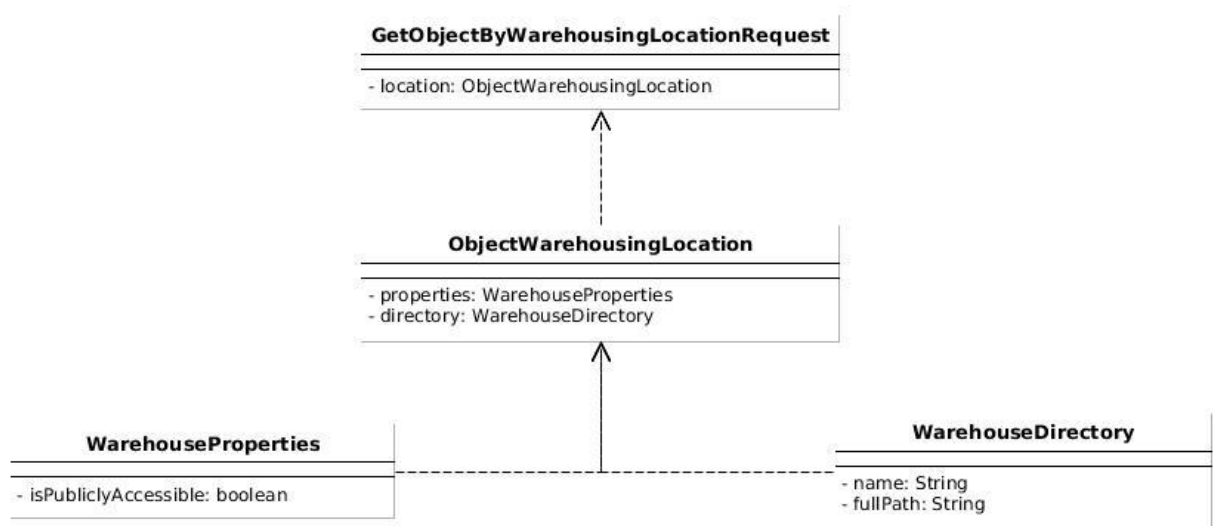 GetObjectByWarehousingLocationRequest
- location: ObjectWarehousingLocation
ObjectWarehousingLocation
- properties: WarehouseProperties
- directory: WarehouseDirectory
WarehouseProperties
- isPubliclyAccessible: boolean
WarehouseDirectory
- name: String
- fullPath: String